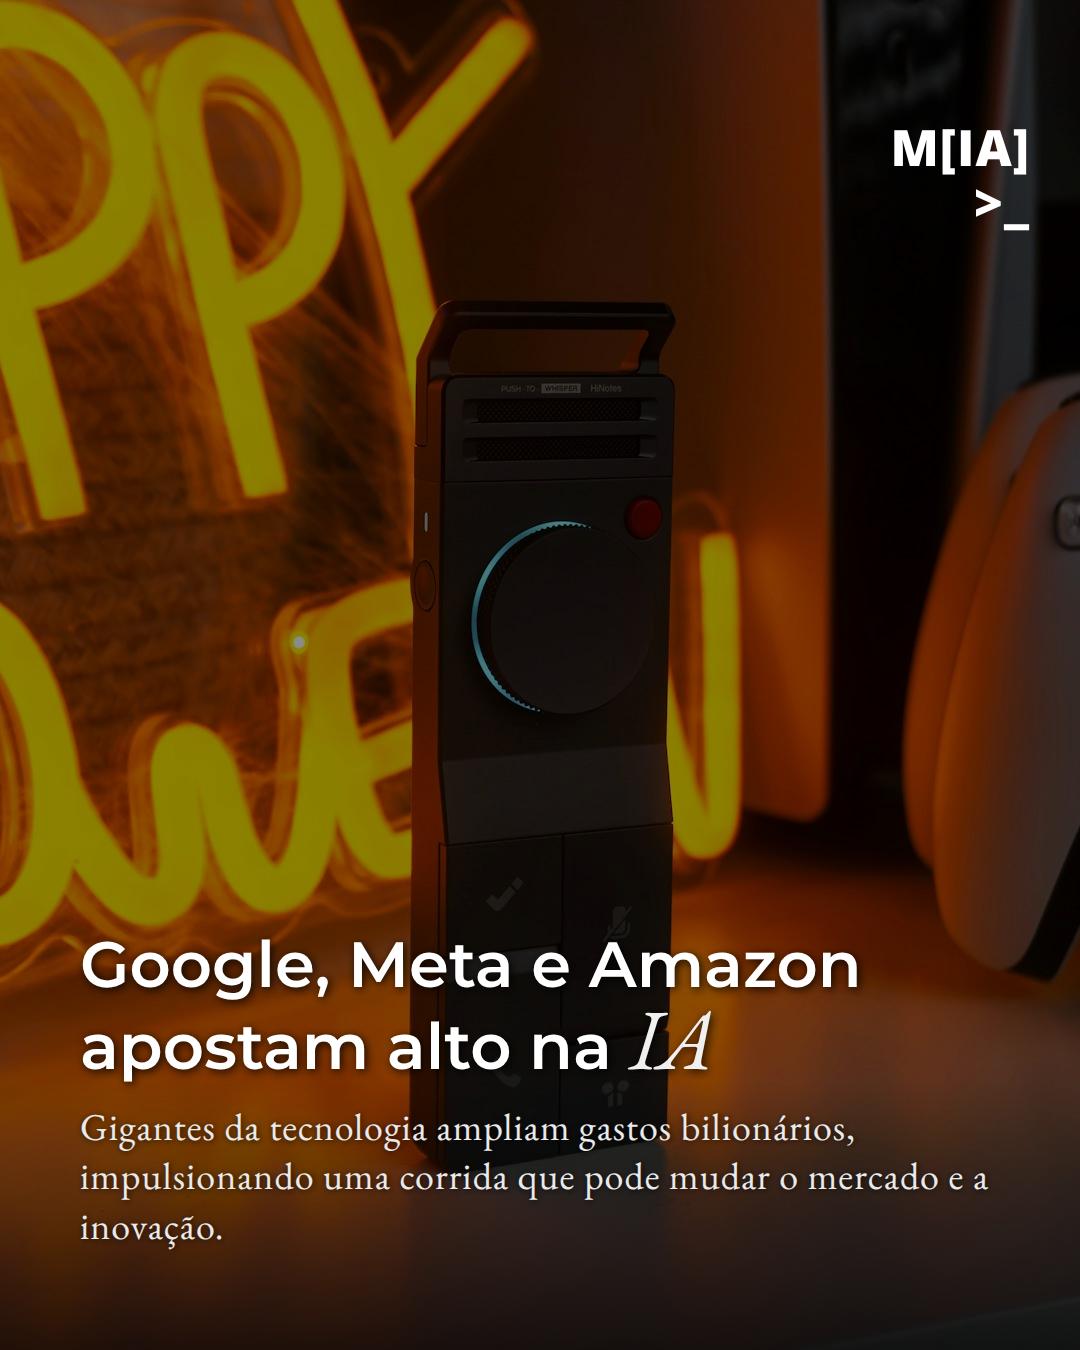 M[IA]
>_
PUSH-TO-WHISPER HiNotes
Google, Meta e Amazon
apostam alto na IA
Gigantes da tecnologia ampliam gastos bilionários,
impulsionando uma corrida que pode mudar o mercado e a
inovação.